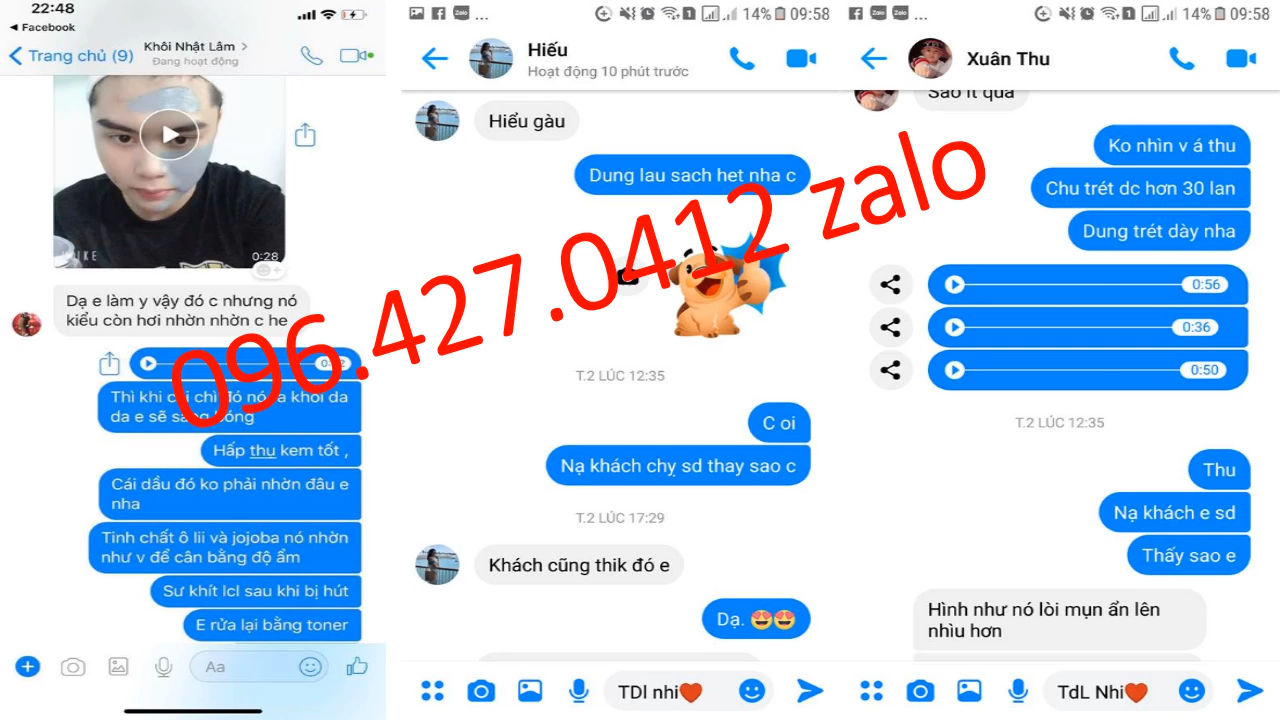 22:48
Facebook
Trang chủ (9)
Khôi Nhật Lâm
Đang hoạt động
0:28
Dạ e làm y vậy đó c nhưng nó
kiểu còn hơi nhờn nhờn c he
Thì khi
đó nó
khỏi da
da e sẽ
Hấp thụ kem tốt ,
Cái dầu đó ko phải nhờn đâu e
nha
Tinh chất ô lii và jojoba nó nhờn
như v để cân bằng độ ẩm
Sư khít lcl sau khi bị hút
E rửa lại bằng toner
Aa
Zalo
...
14%
09:58
Hiếu
Hoạt động 10 phút trước
Hiểu gàu
Dung lau sach het nha c
T.2 LÚC 12:35
C oi
Nạ khách chỵ sd thay sao c
T.2 LÚC 17:29
Khách cũng thik đó e
Dạ. 😍😍
TDl nhi❤️
Zalo
...
14%
09:58
Xuân Thu
Sao ít quá
Ko nhìn v á thu
Chu trét dc hơn 30 lan
Dung trét dày nha
0:56
0:36
0:50
T.2 LÚC 12:35
Thu
Nạ khách e sd
Thấy sao e
Hình như nó lòi mụn ẩn lên
nhìu hơn
TdL Nhi❤️
096.427.0412 zalo